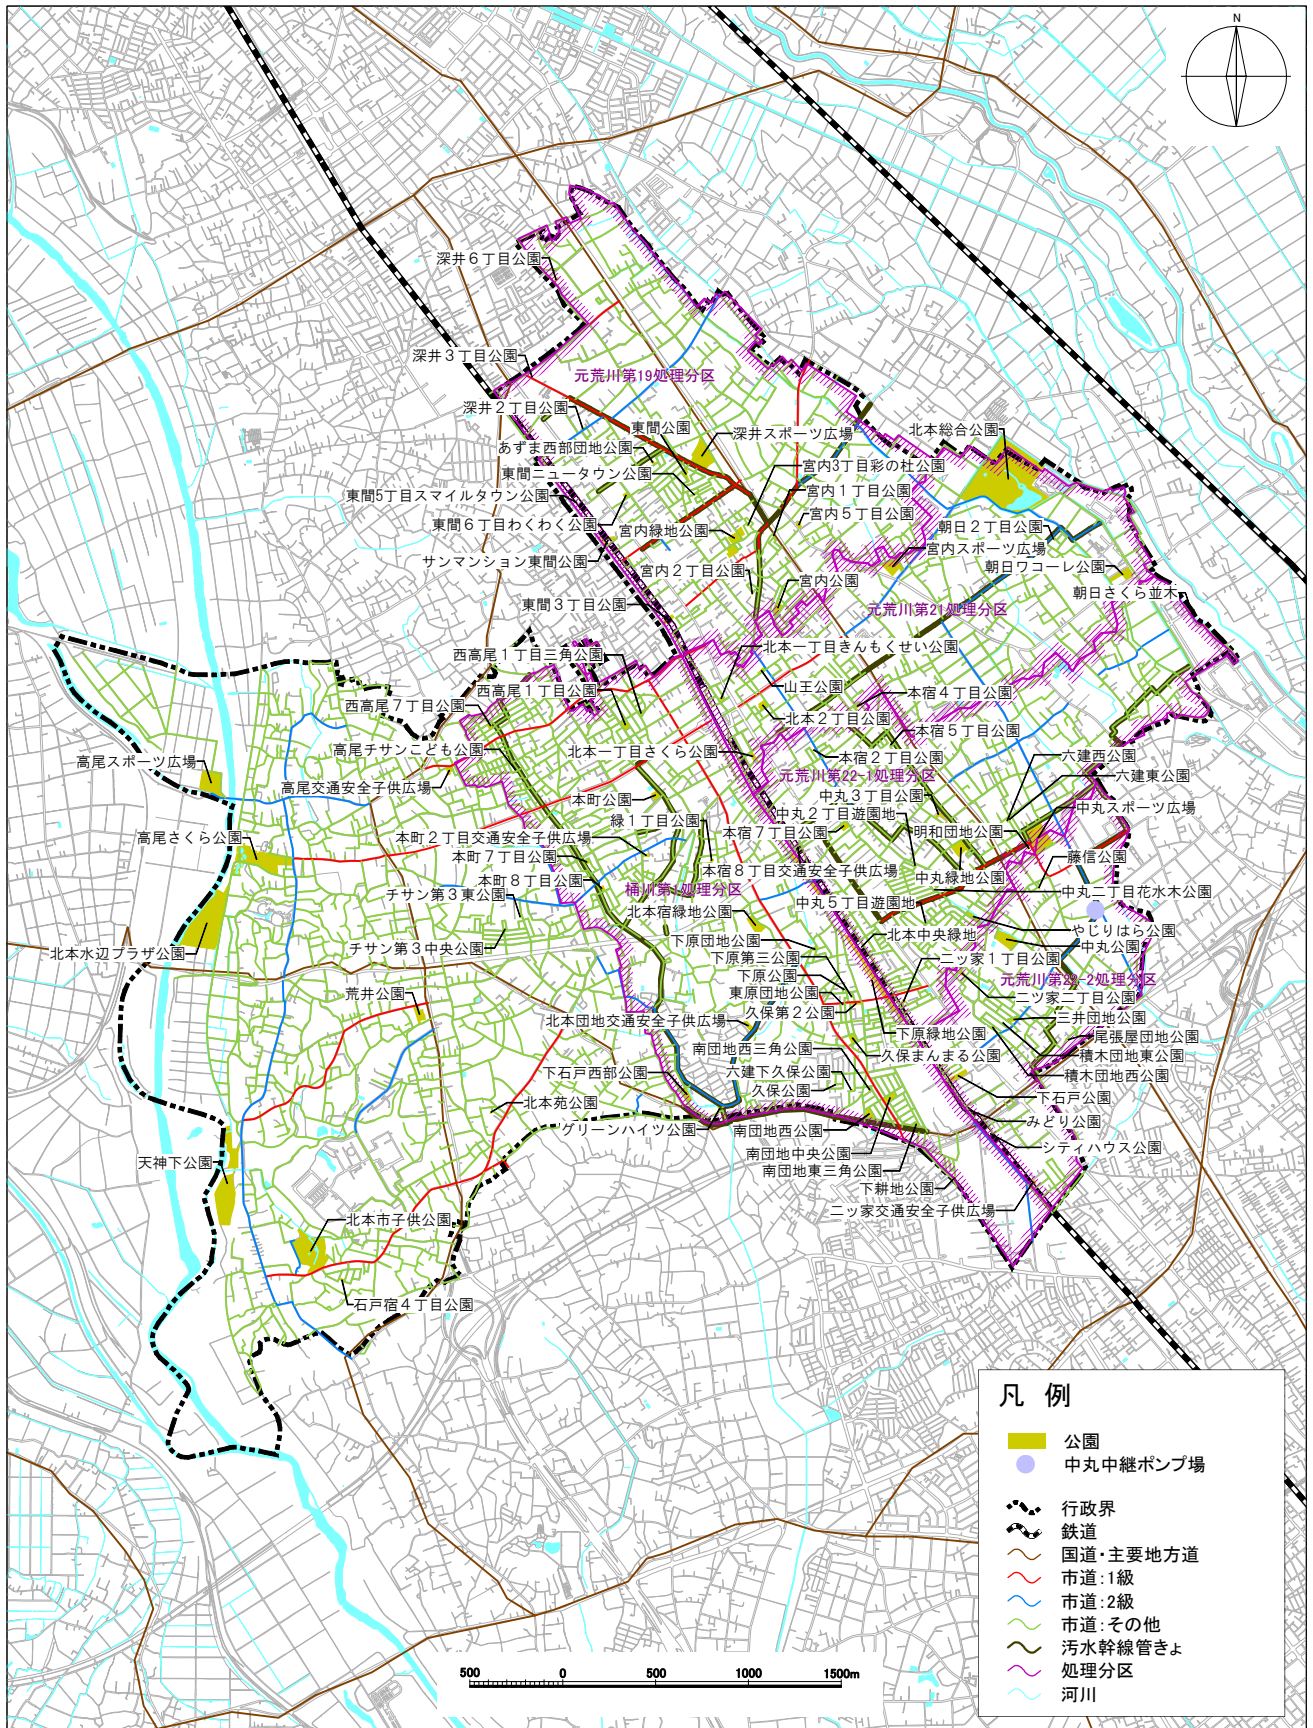 N
深井６丁目公園
深井３丁目公園
元荒川第19処理分区
深井２丁目公園
東間公園
深井スポーツ広場
北本総合公園
あずま西部団地公園
宮内3丁目彩の杜公園
東間ニュータウン公園
宮内１丁目公園
東間5丁目スマイルタウン公園
宮内５丁目公園
東間６丁目わくわく公園
宮内緑地公園
朝日２丁目公園
宮内スポーツ広場
サンマンション東間公園
朝日ワコーレ公園
宮内２丁目公園
宮内公園
朝日さくら並木
東間３丁目公園
元荒川第21処理分区
北本一丁目きんもくせい公園
西高尾１丁目三角公園
山王公園
西高尾１丁目公園
本宿４丁目公園
西高尾７丁目公園
北本２丁目公園
本宿５丁目公園
高尾チサンこども公園
北本一丁目さくら公園
本宿２丁目公園
六建西公園
高尾スポーツ広場
元荒川第22-1処理分区
六建東公園
高尾交通安全子供広場
中丸３丁目公園
本町公園
中丸２丁目遊園地
中丸スポーツ広場
緑１丁目公園
高尾さくら公園
本町２丁目交通安全子供広場
本宿７丁目公園
明和団地公園
本町７丁目公園
藤信公園
本宿８丁目交通安全子供広場
中丸緑地公園
本町８丁目公園
桶川第1処理分区
中丸二丁目花水木公園
チサン第３東公園
中丸５丁目遊園地
北本宿緑地公園
やじりはら公園
北本中央緑地
北本水辺プラザ公園
チサン第３中央公園
下原団地公園
中丸公園
下原第三公園
二ッ家１丁目公園
下原公園
元荒川第22-2処理分区
荒井公園
東原団地公園
二ツ家二丁目公園
久保第２公園
北本団地交通安全子供広場
三井団地公園
下原緑地公園
尾張屋団地公園
南団地西三角公園
久保まんまる公園
積木団地東公園
下石戸西部公園
六建下久保公園
積木団地西公園
久保公園
下石戸公園
北本苑公園
みどり公園
グリーンハイツ公園
南団地西公園
シティハウス公園
南団地中央公園
天神下公園
南団地東三角公園
下耕地公園
二ッ家交通安全子供広場
北本市子供公園
石戸宿４丁目公園
凡 例
公園
中丸中継ポンプ場
行政界
鉄道
国道・主要地方道
市道：1級
市道：2級
市道：その他
汚水幹線管きょ
処理分区
河川
500 0 500 1000 1500m